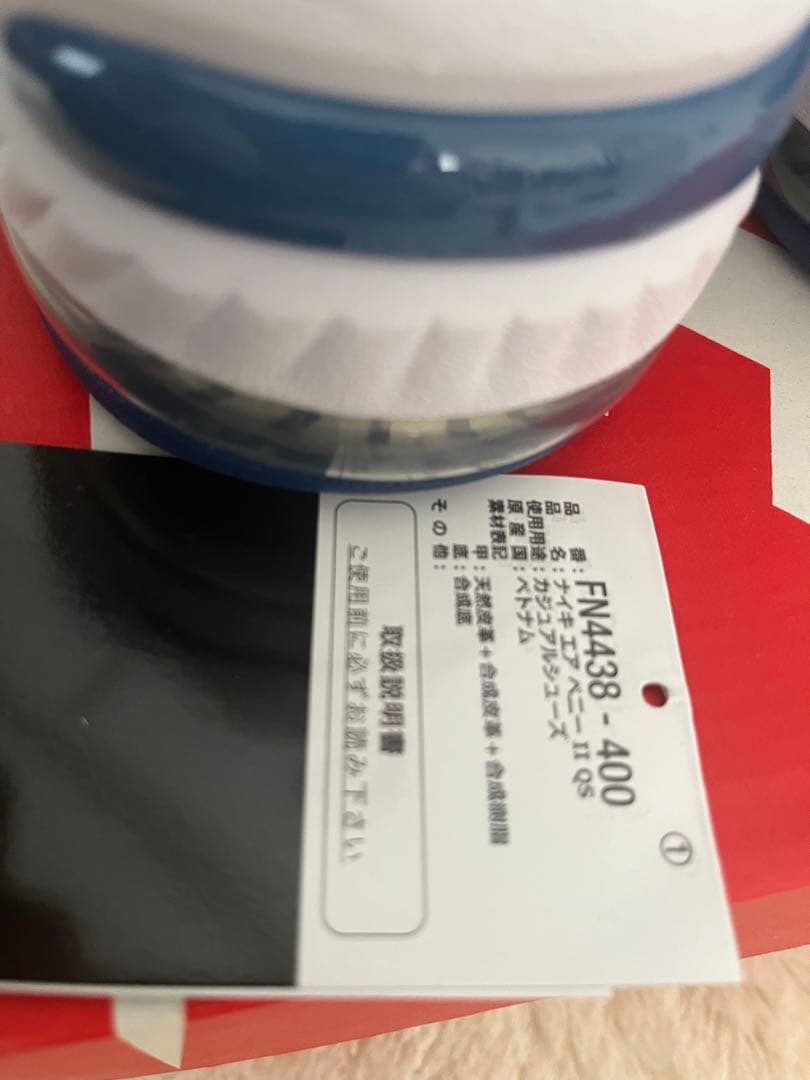 ①
品番：FN4438 - 400
品名：ナイキ エア ペニー II QS
使用用途：カジュアルシューズ
原産国：ベトナム
素材表記 甲：天然皮革＋合成皮革＋合成樹脂
底：合成底
その他：
取扱説明書
ご使用前に必ずお読み下さい